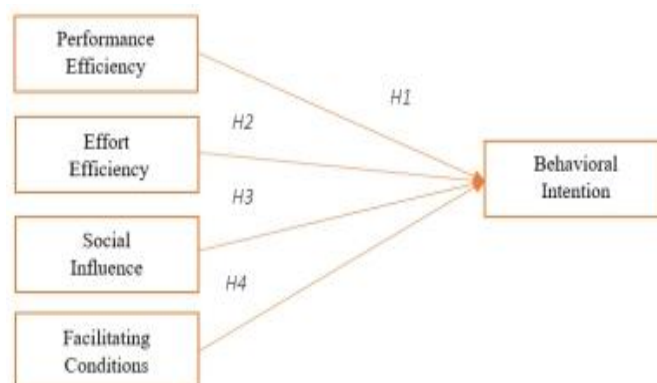 Performance
Efficiency
H1
H2
Effort
Efficiency
Behavioral
Intention
H3
Social
Influence
H4
Facilitating
Conditions